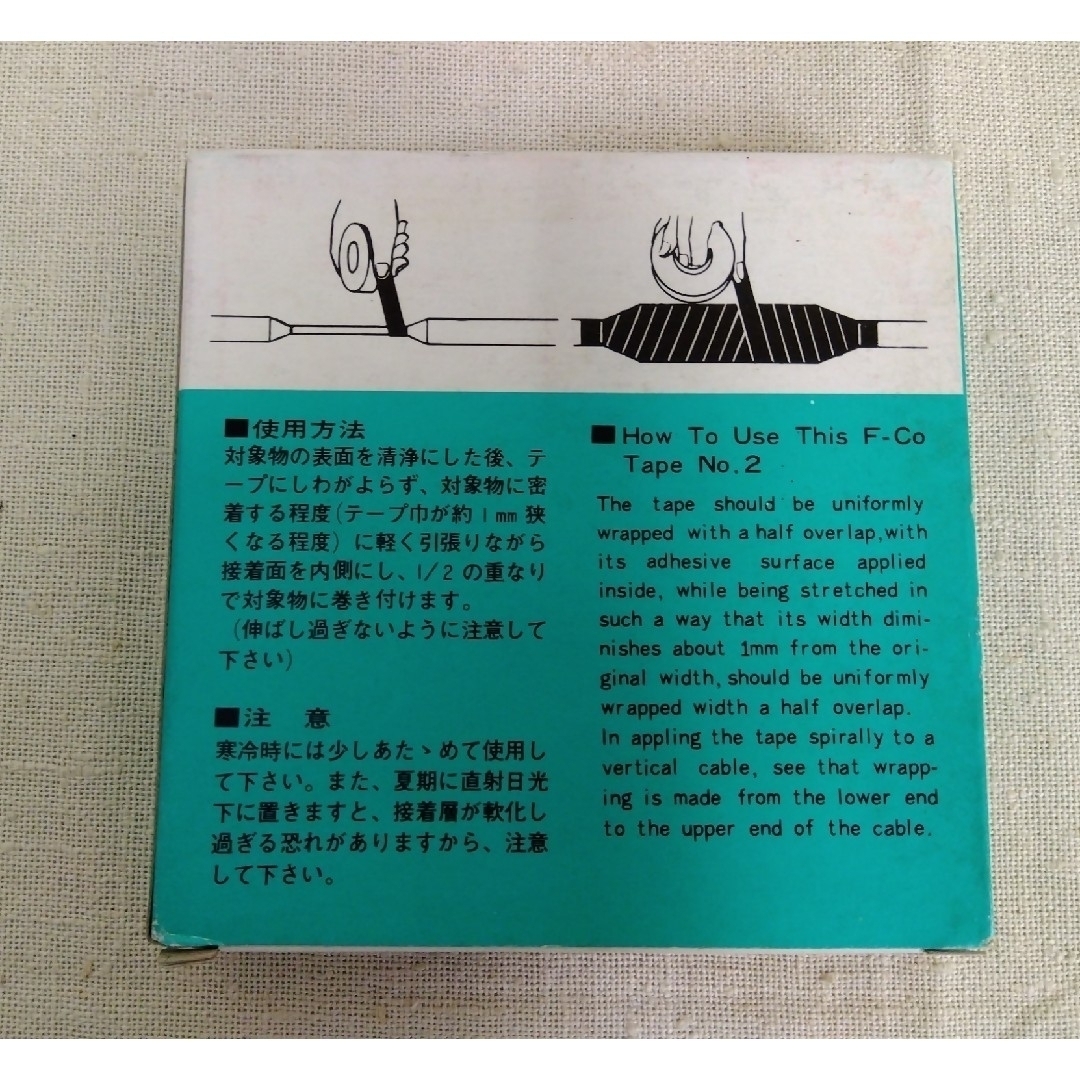 ■使用方法
対象物の表面を清浄にした後、テ
ープにしわがよらず、対象物に密
着する程度(テープ巾が約1mm狭
くなる程度)に軽く引張りながら
接着面を内側にし、1/2の重なり
で対象物に巻き付けます。
(伸ばし過ぎないように注意して
下さい)
■注 意
寒冷時には少しあたゝめて使用し
て下さい。また、夏期に直射日光
下に置きますと、接着層が軟化し
過ぎる恐れがありますから、注意
して下さい。
■How To Use This F-Co
Tape No.2
The tape should be uniformly
wrapped with a half overlap,with
its adhesive surface applied
inside, while being stretched in
such a way that its width dimi-
nishes about 1mm from the ori-
ginal width, should be uniformly
wrapped width a half overlap.
In appling the tape spirally to a
vertical cable, see that wrapp-
ing is made from the lower end
to the upper end of the cable.